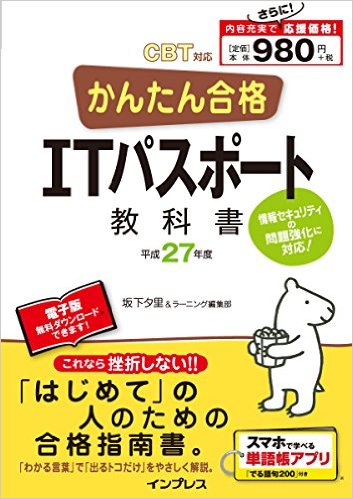 さらに!
内容充実で応援価格!
[定価]本体980円+税
CBT対応
かんたん合格
ITパスポート
教科書
平成27年度
情報セキュリティ
の
問題強化に
対応!
坂下夕里&ラーニング編集部
電子版
無料ダウンロード
できます!
これなら挫折しない!!
「はじめて」の
人のための
合格指南書。
「わかる言葉」で「出るトコだけ」をやさしく解説。
スマホで学べる
単語帳アプリ
「でる語句200」付き
インプレス